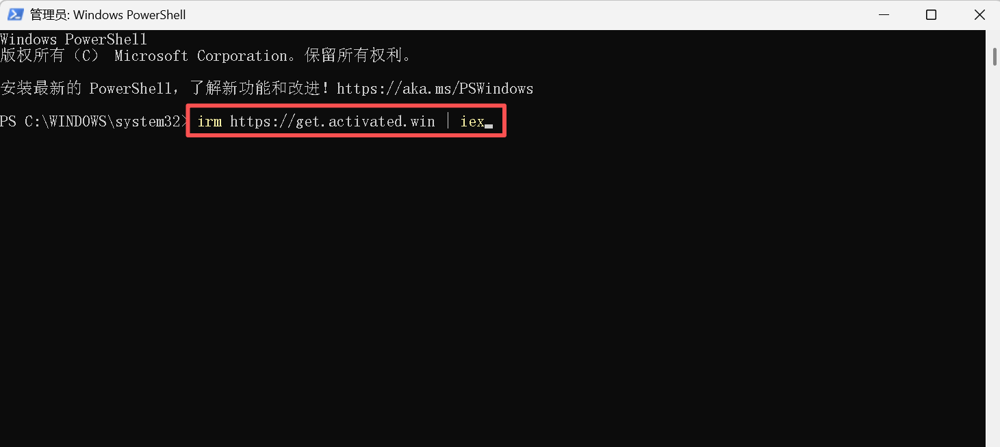 管理员: Windows PowerShell
Windows PowerShell
版权所有（C） Microsoft Corporation。保留所有权利。
安装最新的 PowerShell，了解新功能和改进！https://aka.ms/PSWindows
PS C:\WINDOWS\system32> irm https://get.activated.win | iex